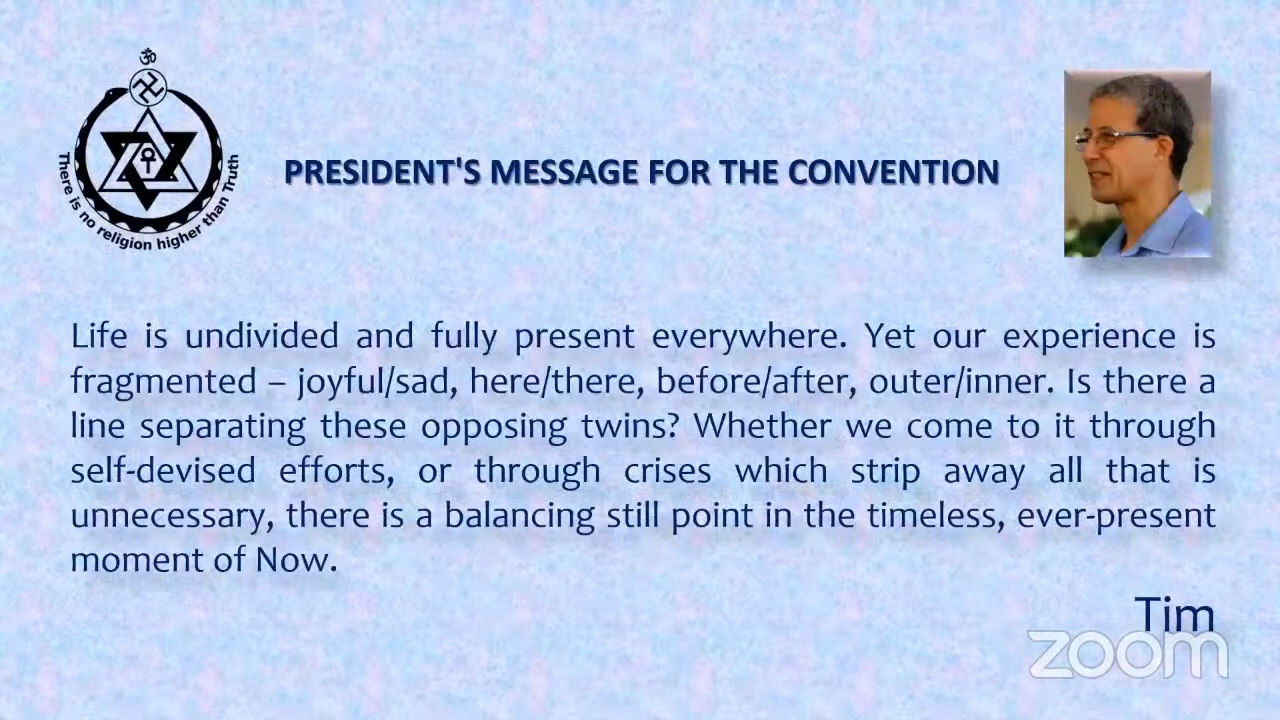 ॐ
There is no religion higher than Truth
PRESIDENT'S MESSAGE FOR THE CONVENTION
Life is undivided and fully present everywhere. Yet our experience is
fragmented – joyful/sad, here/there, before/after, outer/inner. Is there a
line separating these opposing twins? Whether we come to it through
self-devised efforts, or through crises which strip away all that is
unnecessary, there is a balancing still point in the timeless, ever-present
moment of Now.
Tim
zoom